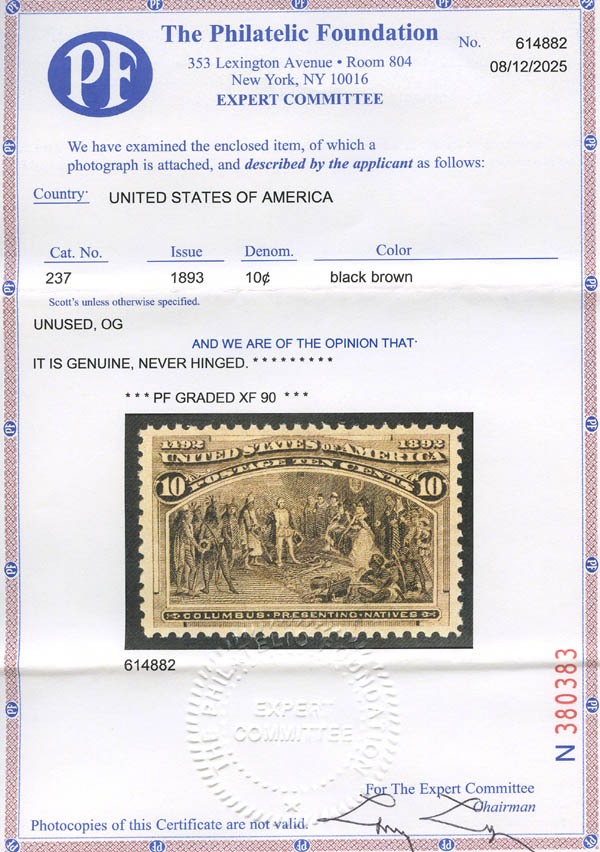 PF
The Philatelic Foundation
353 Lexington Avenue • Room 804
New York, NY 10016
EXPERT COMMITTEE
No. 614882
08/12/2025
We have examined the enclosed item, of which a
photograph is attached, and described by the applicant as follows:
Country: UNITED STATES OF AMERICA
Cat. No. Issue Denom. Color
237 1893 10¢ black brown
Scott's unless otherwise specified.
UNUSED, OG
AND WE ARE OF THE OPINION THAT:
IT IS GENUINE, NEVER HINGED. * * * * * * * * *
* * * PF GRADED XF 90 * * *
1492 1892
UNITED STATES OF AMERICA
POSTAGE TEN CENTS
10 10
COLUMBUS PRESENTING NATIVES
614882
THE PHILATELIC FOUNDATION
EXPERT
COMMITTEE
N 380383
For The Expert Committee
Chairman
Photocopies of this Certificate are not valid.